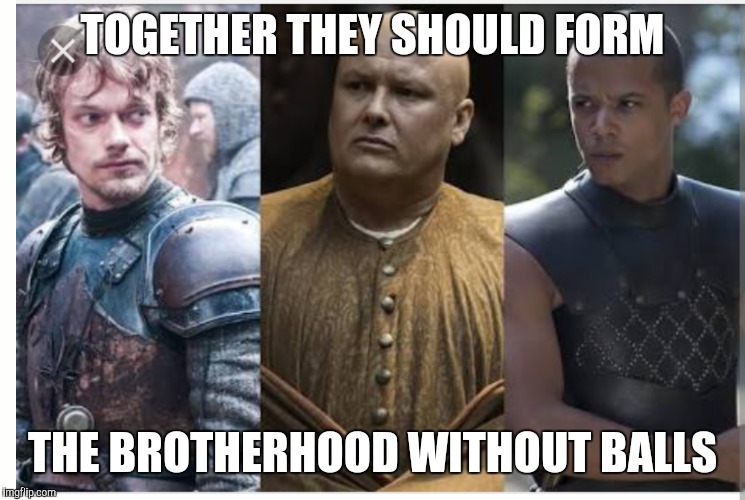 TOGETHER THEY SHOULD FORM
THE BROTHERHOOD WITHOUT BALLS
imgflip.com